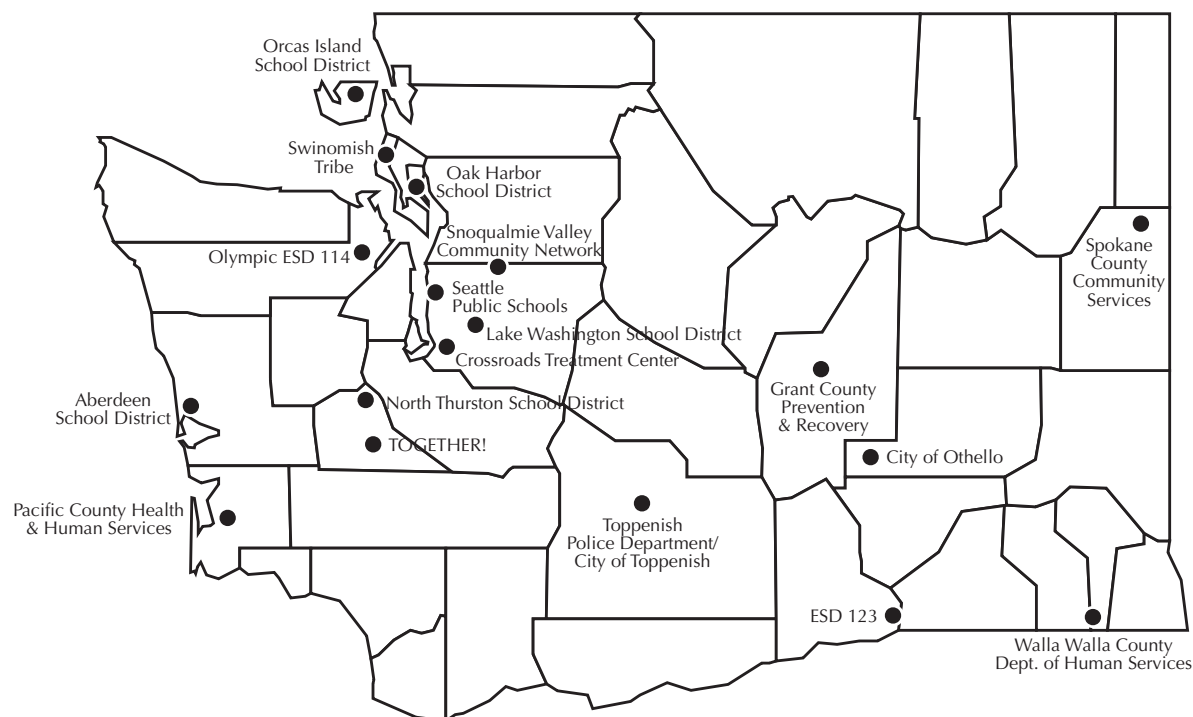 Orcas Island
School District
Swinomish
Tribe
Oak Harbor
School District
Snoqualmie Valley
Community Network
Olympic ESD 114
Spokane
County
Community
Services
Seattle
Public Schools
Lake Washington School District
Crossroads Treatment Center
Grant County
Prevention
& Recovery
Aberdeen
School District
North Thurston School District
TOGETHER!
City of Othello
Pacific County Health
& Human Services
Toppenish
Police Department/
City of Toppenish
ESD 123
Walla Walla County
Dept. of Human Services